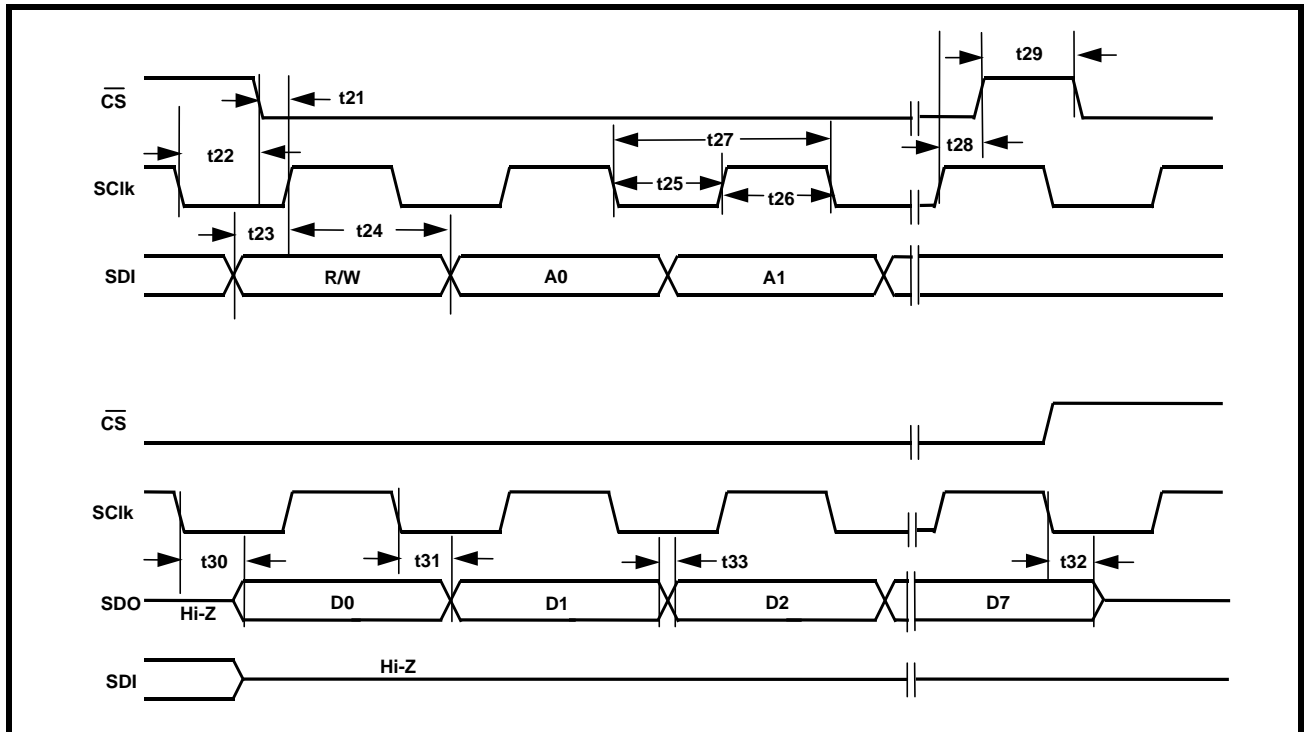 t29
CS
t21
t27
t22
t28
SClk
t25
t26
t23
t24
SDI
R/W
A0
A1
CS
SClk
t30
t31
t33
t32
SDO
Hi-Z
D0
D1
D2
D7
Hi-Z
SDI